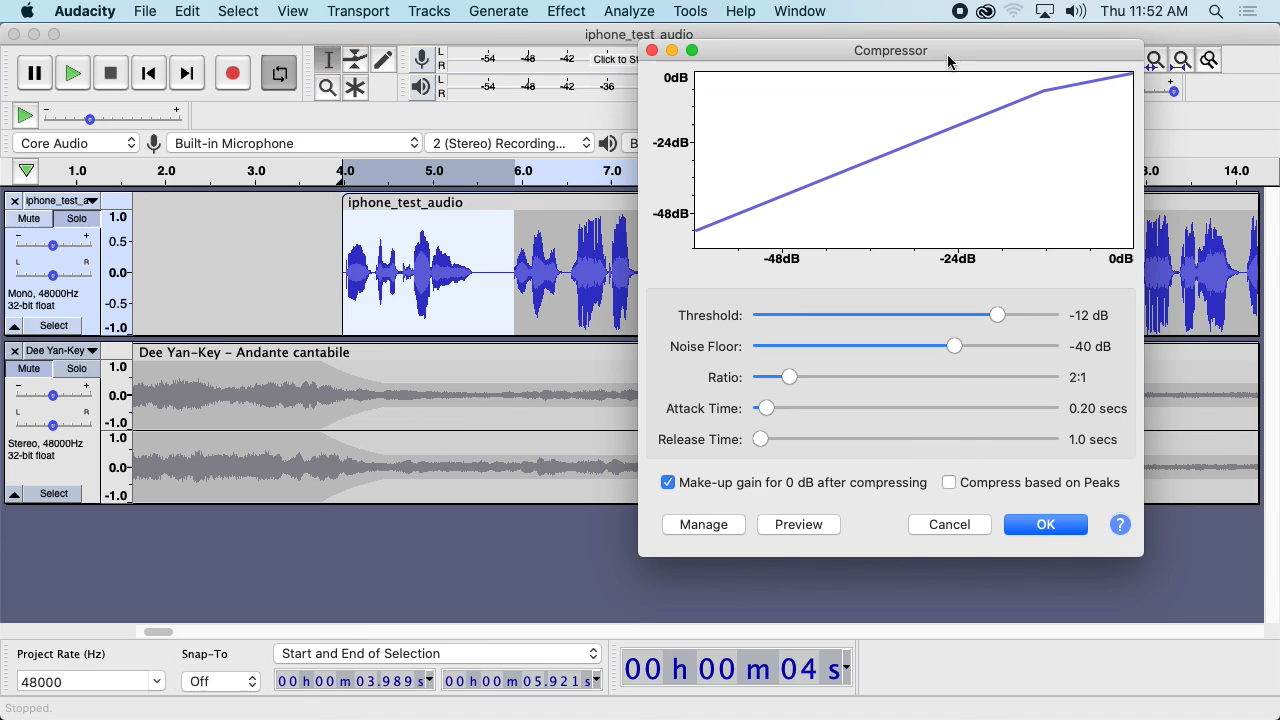 Audacity File Edit Select View Transport Tracks Generate Effect Analyze Tools Help Window Thu 11:52 AM
iphone_test_audio
Compressor
L
R
-54 -48 -42 Click to St
L
R
-54 -48 -42 -36
- +
+
Core Audio Built-in Microphone 2 (Stereo) Recording... B
1.0 2.0 3.0 4.0 5.0 6.0 7.0 3.0 14.0
0dB
-24dB
-48dB
-48dB -24dB 0dB
iphone_test_a
iphone_test_audio
Mute Solo
- +
L R
Mono, 48000Hz
32-bit float
Select
1.0
0.5-
0.0-
-0.5-
-1.0
Dee Yan-Key
Dee Yan-Key - Andante cantabile
Mute Solo
- +
L R
Stereo, 48000Hz
32-bit float
Select
1.0
0.0-
-1.0
1.0
0.0-
-1.0
Threshold: -12 dB
Noise Floor: -40 dB
Ratio: 2:1
Attack Time: 0.20 secs
Release Time: 1.0 secs
Make-up gain for 0 dB after compressing Compress based on Peaks
Manage Preview Cancel OK ?
Project Rate (Hz) Snap-To Start and End of Selection
48000 Off 00 h 00 m 03.989 s 00 h 00 m 05.921 s
00 h 00 m 04 s
Stopped.